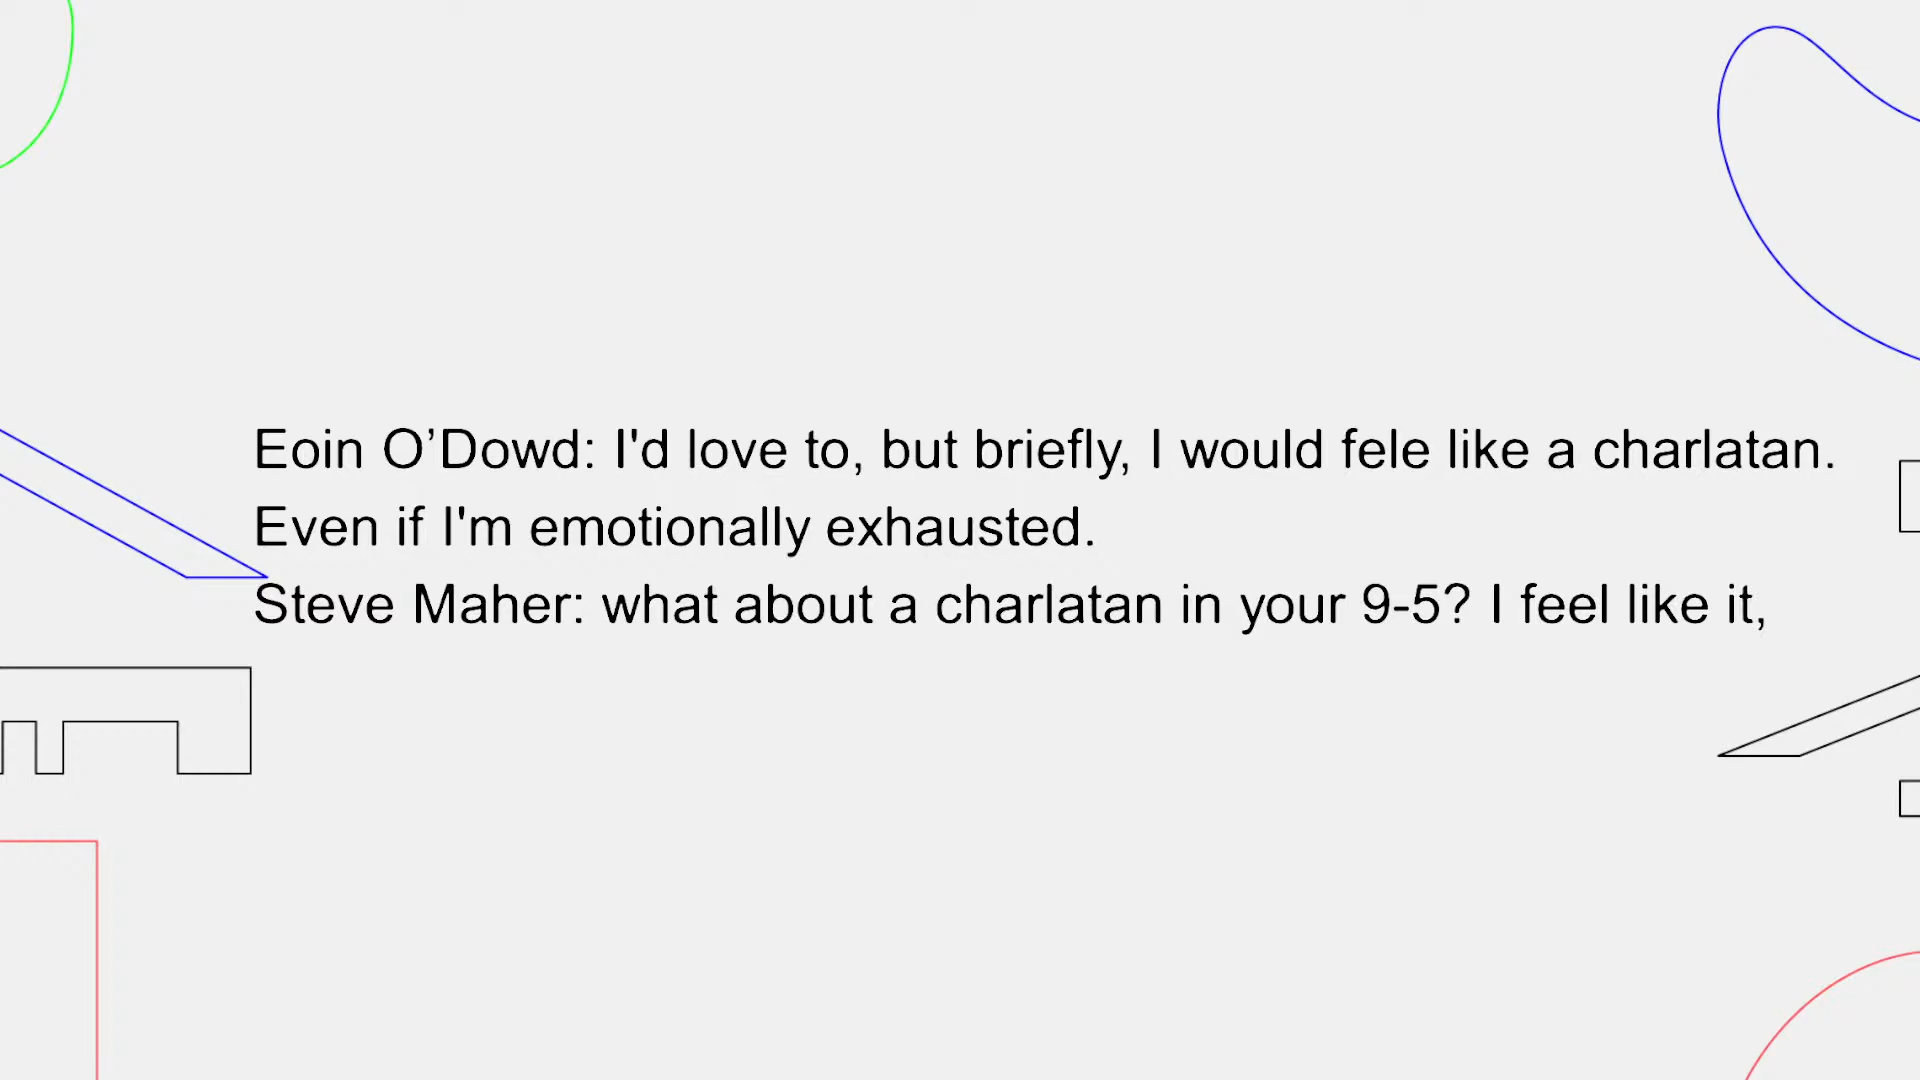 Eoin O’Dowd: I'd love to, but briefly, I would fele like a charlatan.
Even if I'm emotionally exhausted.
Steve Maher: what about a charlatan in your 9-5? I feel like it,